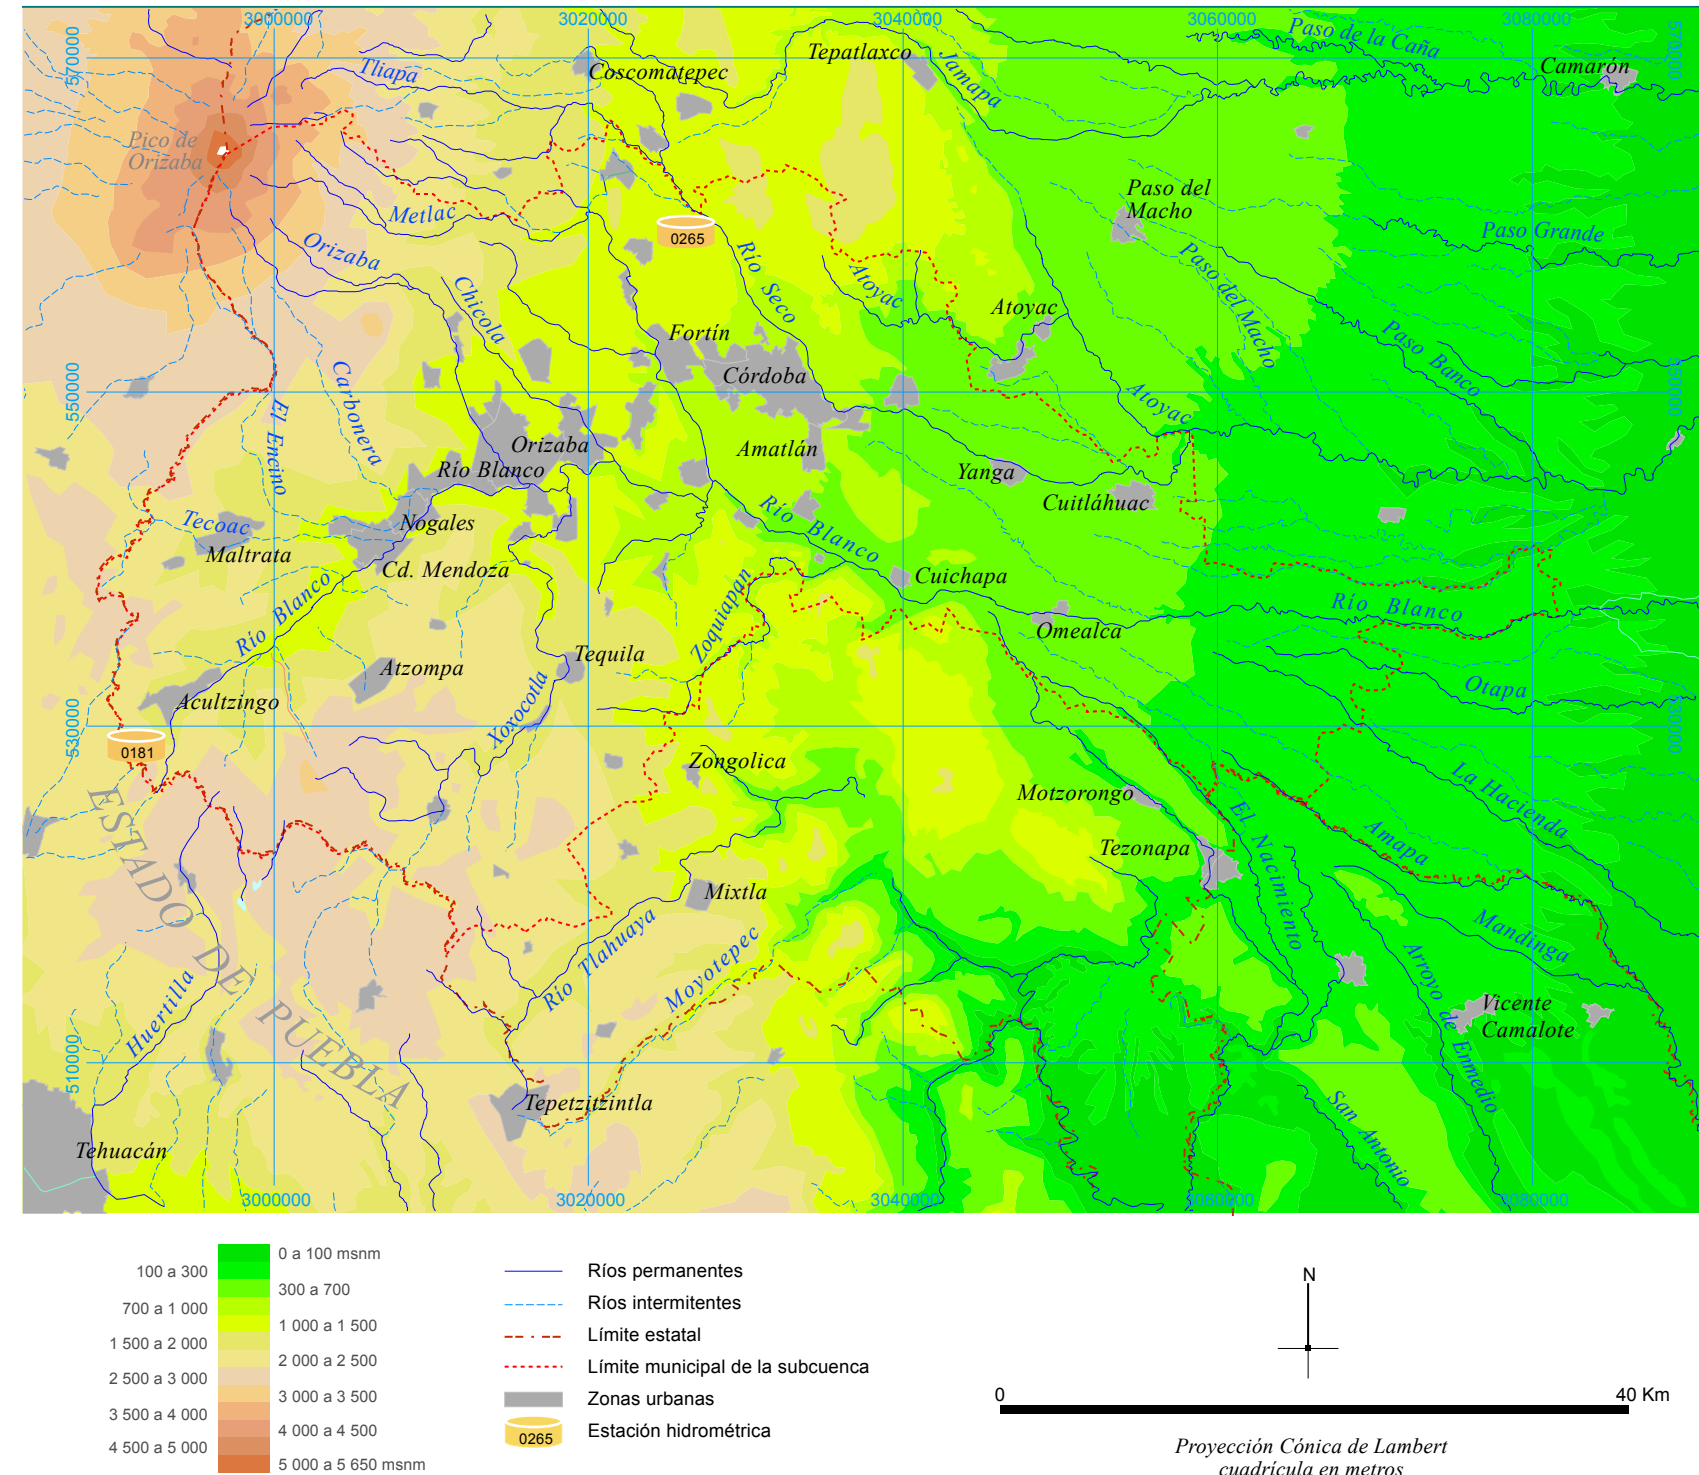 3000000
3020000
3040000
3060000
3080000
570000
570000
Paso de la Caña
Tepatlaxco
Jamapa
Camarón
Coscomatepec
Tliapa
Pico de
Orizaba
Metlac
Orizaba
Paso del
Macho
Paso Grande
0265
Río Seco
Atoyac
Atoyac
Paso del Macho
Chicola
Fortín
Córdoba
Paso Banco
550000
550000
Carbonera
El Encino
Atoyac
Orizaba
Río Blanco
Amatlán
Yanga
Cuitláhuac
Nogales
Tecoac
Maltrata
Cd. Mendoza
Río Blanco
Río Blanco
Cuichapa
Zoquiapan
Río Blanco
Omealca
Tequila
Atzompa
Acultzingo
Xoxocotla
Otapa
530000
530000
0181
Zongolica
Motzorongo
La Hacienda
El Nacimiento
Amapa
Tezonapa
ESTADO DE PUEBLA
Mixtla
Río Tlahuaya
Moyotepec
Mandinga
Arroyo de Enmedio
Huertilla
Vicente
Camalote
510000
510000
Tepetzitzintla
San Antonio
Tehuacán
3000000
3020000
3040000
3060000
3080000
0 a 100 msnm
100 a 300
300 a 700
700 a 1 000
1 000 a 1 500
1 500 a 2 000
2 000 a 2 500
2 500 a 3 000
3 000 a 3 500
3 500 a 4 000
4 000 a 4 500
4 500 a 5 000
5 000 a 5 650 msnm
Ríos permanentes
Ríos intermitentes
Límite estatal
Límite municipal de la subcuenca
Zonas urbanas
0265
Estación hidrométrica
N
0
40 Km
Proyección Cónica de Lambert
cuadrícula en metros